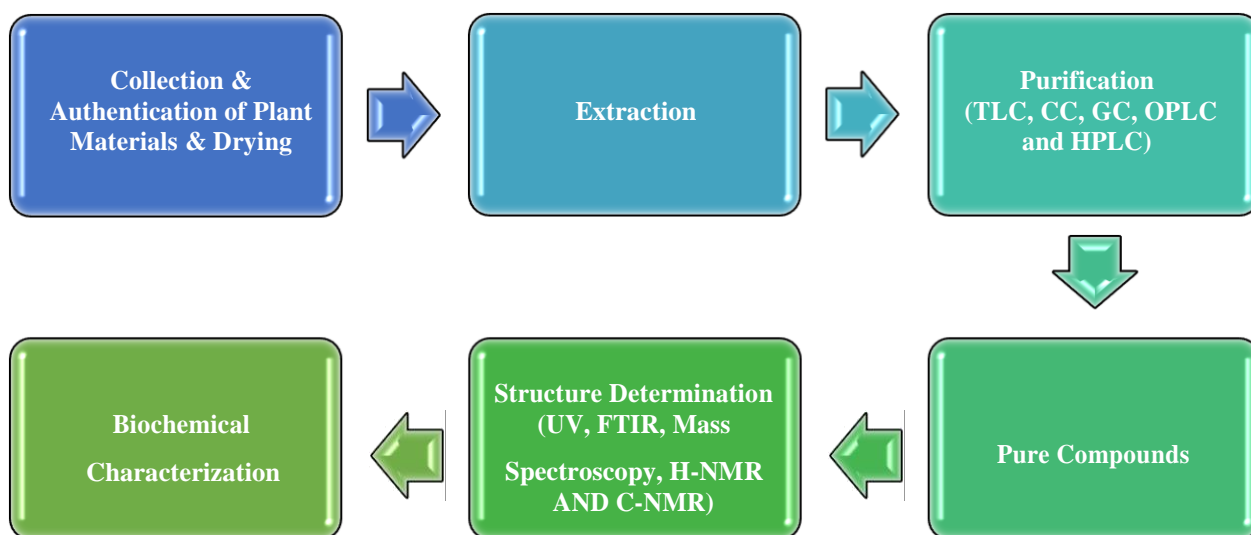 Collection &
Authentication of Plant
Materials & Drying
Extraction
Purification
(TLC, CC, GC, OPLC
and HPLC)
Pure Compounds
Structure Determination
(UV, FTIR, Mass
Spectroscopy, H-NMR
AND C-NMR)
Biochemical
Characterization